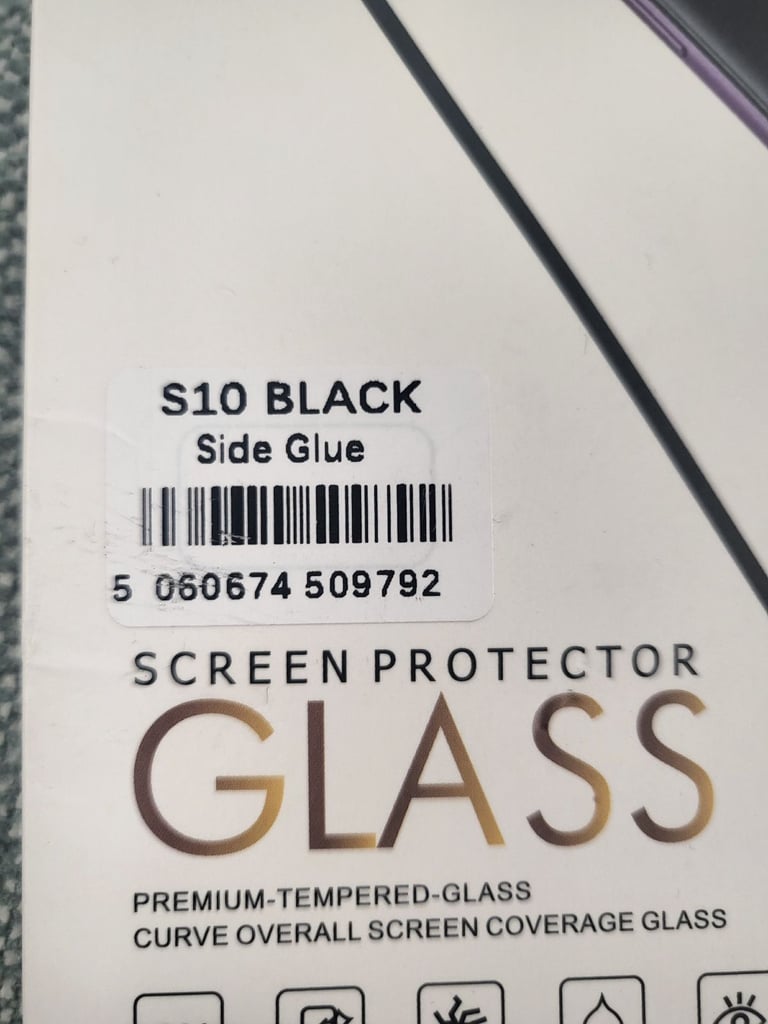 S10 BLACK
Side Glue
5 060674 509792
SCREEN PROTECTOR
GLASS
PREMIUM-TEMPERED-GLASS
CURVE OVERALL SCREEN COVERAGE GLASS